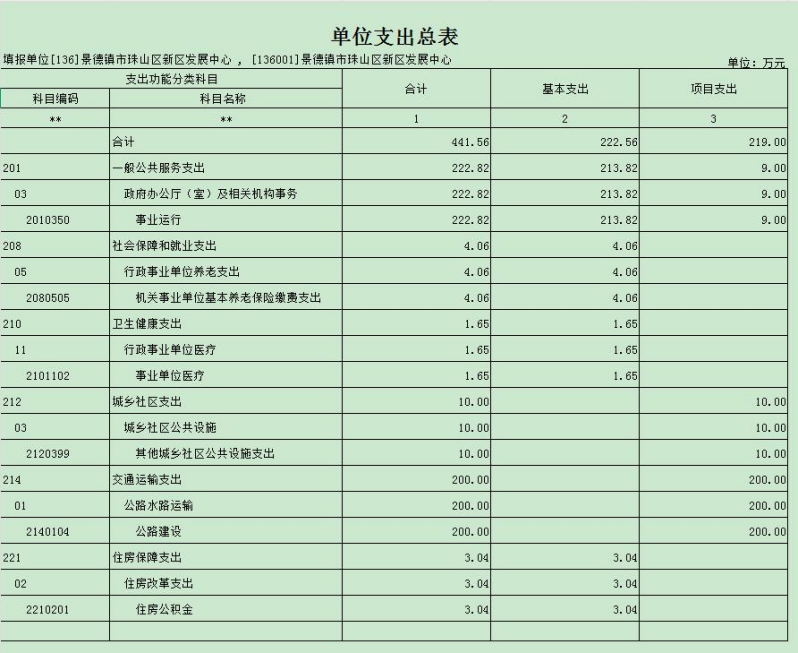 单位支出总表
填报单位[136]景德镇市珠山区新区发展中心 , [136001]景德镇市珠山区新区发展中心 单位：万元
支出功能分类科目 合计 基本支出 项目支出
科目编码 科目名称
** ** 1 2 3
合计 441.56 222.56 219.00
201 一般公共服务支出 222.82 213.82 9.00
03 政府办公厅（室）及相关机构事务 222.82 213.82 9.00
2010350 事业运行 222.82 213.82 9.00
208 社会保障和就业支出 4.06 4.06
05 行政事业单位养老支出 4.06 4.06
2080505 机关事业单位基本养老保险缴费支出 4.06 4.06
210 卫生健康支出 1.65 1.65
11 行政事业单位医疗 1.65 1.65
2101102 事业单位医疗 1.65 1.65
212 城乡社区支出 10.00 10.00
03 城乡社区公共设施 10.00 10.00
2120399 其他城乡社区公共设施支出 10.00 10.00
214 交通运输支出 200.00 200.00
01 公路水路运输 200.00 200.00
2140104 公路建设 200.00 200.00
221 住房保障支出 3.04 3.04
02 住房改革支出 3.04 3.04
2210201 住房公积金 3.04 3.04